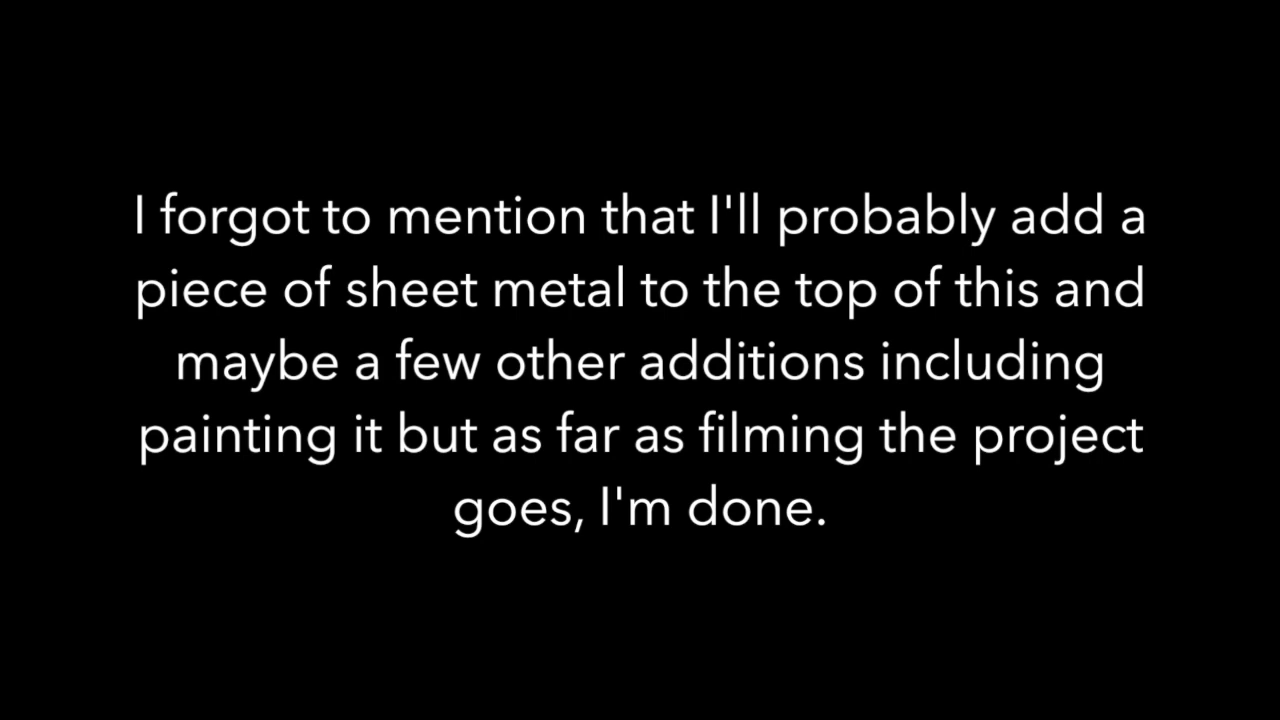 I forgot to mention that I'll probably add a
piece of sheet metal to the top of this and
maybe a few other additions including
painting it but as far as filming the project
goes, I'm done.